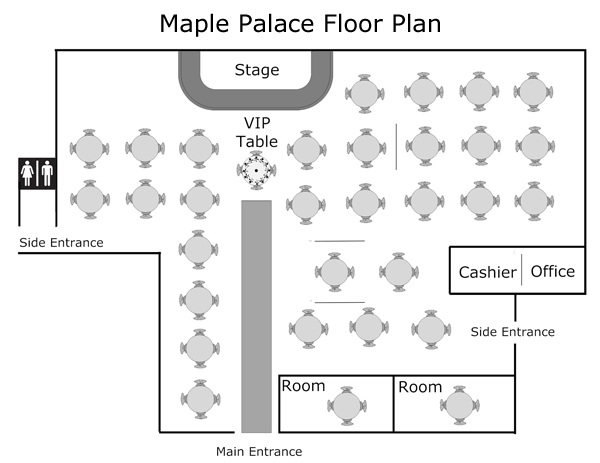 Maple Palace Floor Plan
Stage
VIP
Table
Side Entrance
Cashier
Office
Side Entrance
Room
Room
Main Entrance